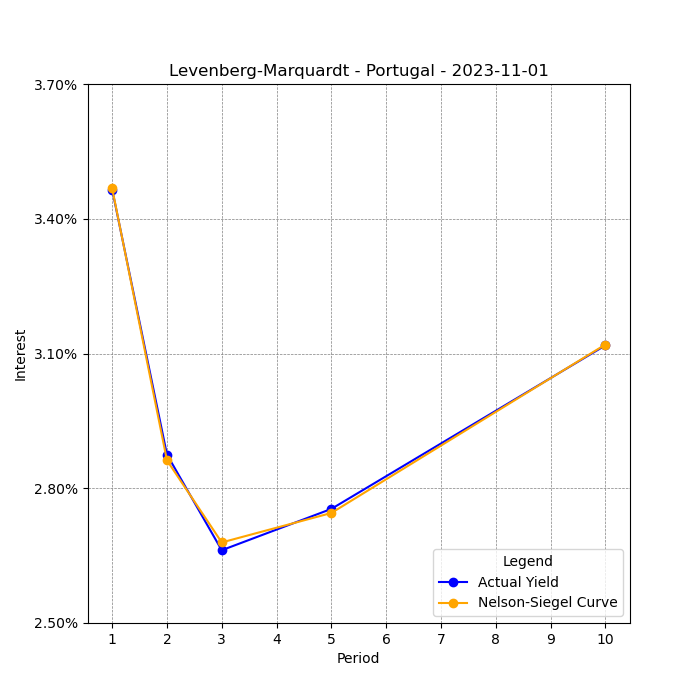 Levenberg-Marquardt - Portugal - 2023-11-01
3.70%
3.40%
3.10%
2.80%
2.50%
Interest
1 2 3 4 5 6 7 8 9 10
Period
Legend
Actual Yield
Nelson-Siegel Curve